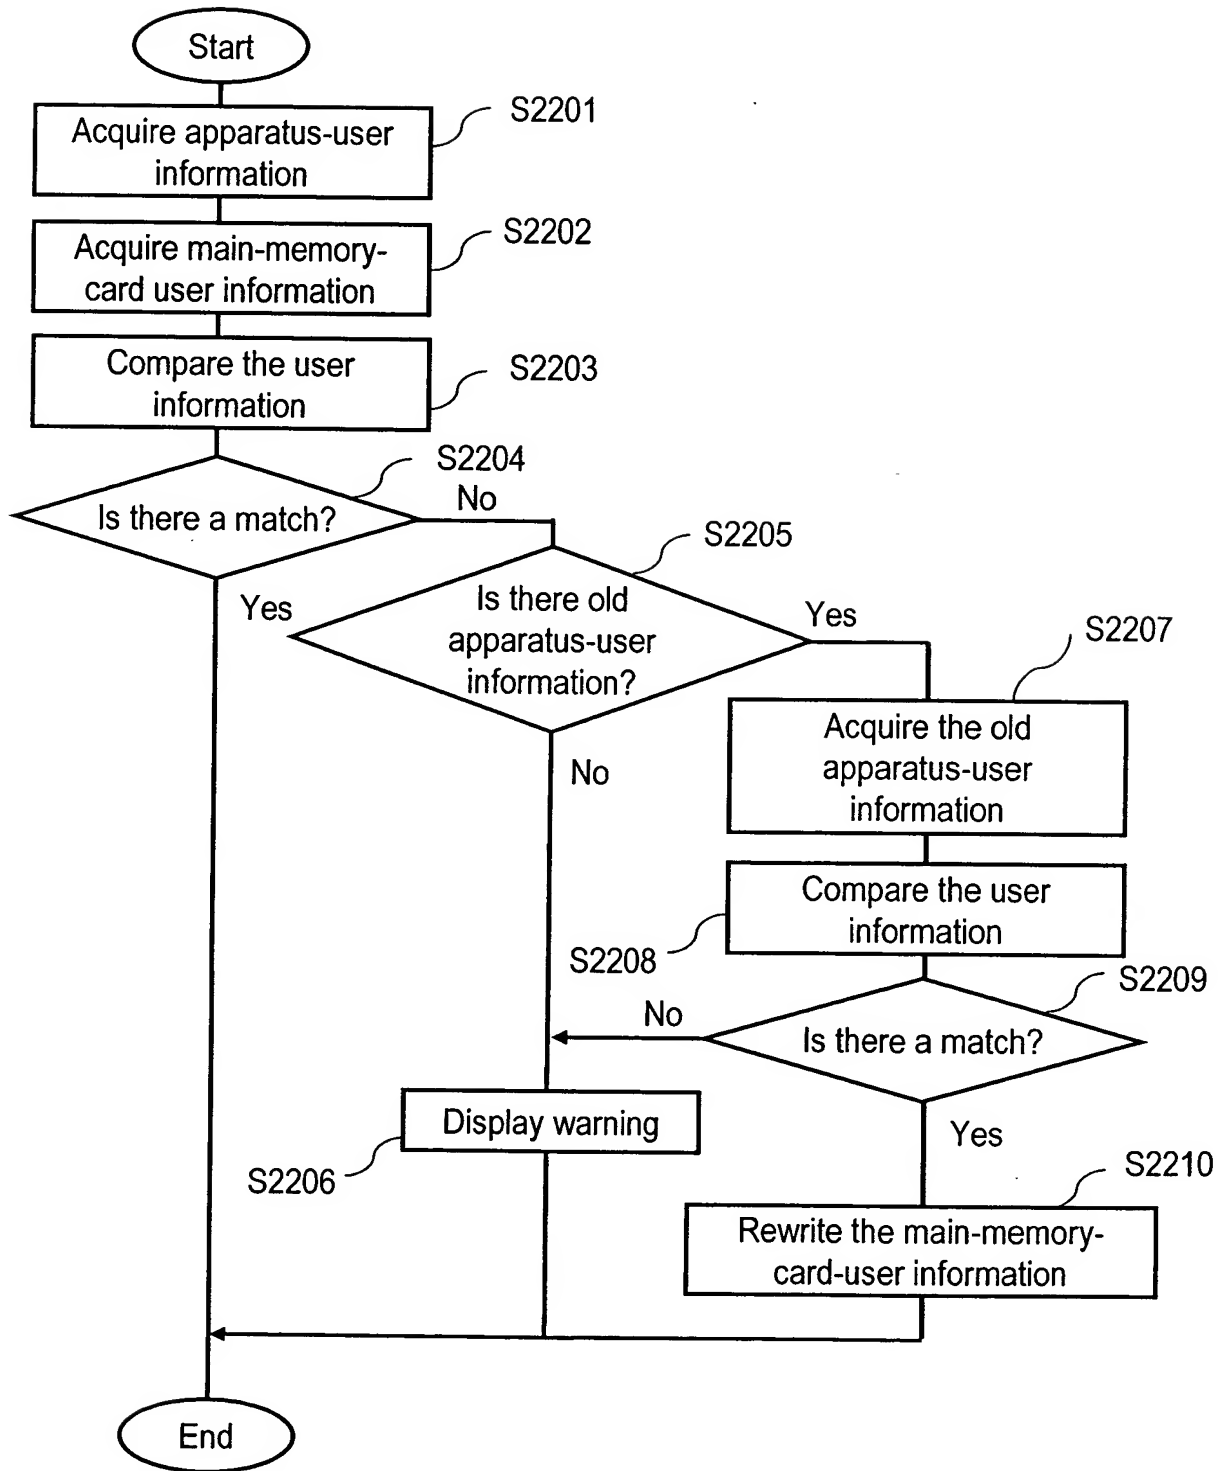 Start
S2201
Acquire apparatus-user
information
S2202
Acquire main-memory-
card user information
S2203
Compare the user
information
S2204
Is there a match?
No
Yes
S2205
Is there old
apparatus-user
information?
Yes
No
S2207
Acquire the old
apparatus-user
information
Compare the user
information
S2208
S2209
Is there a match?
No
Yes
Display warning
S2206
S2210
Rewrite the main-memory-
card-user information
End